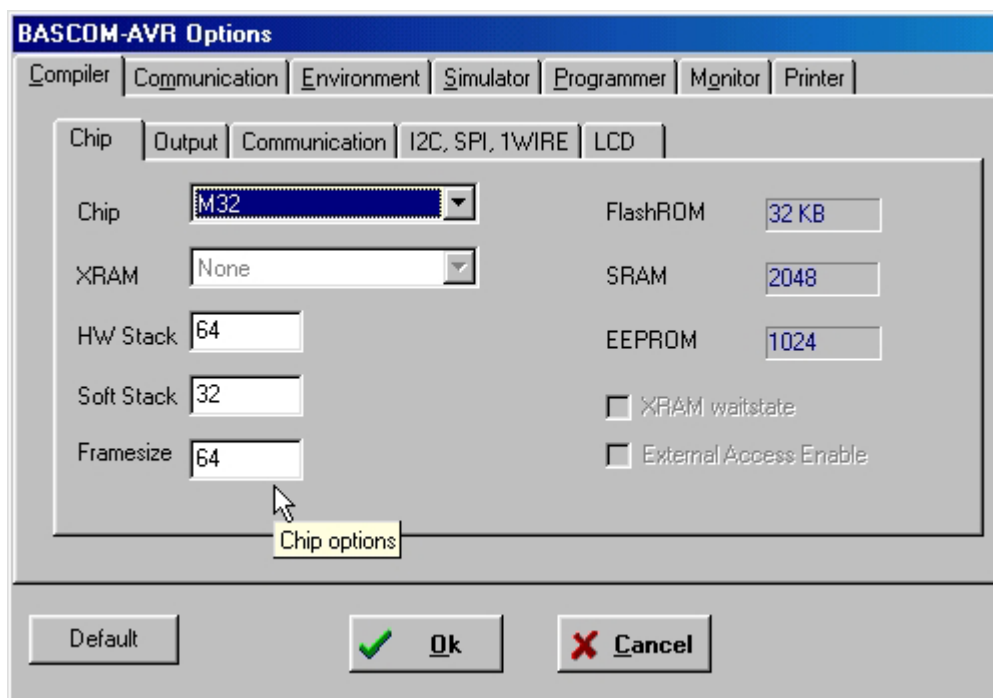 BASCOM-AVR Options
Compiler Communication Environment Simulator Programmer Monitor Printer
Chip Output Communication I2C, SPI, 1WIRE LCD
Chip M32 FlashROM 32 KB
XRAM None SRAM 2048
HW Stack 64 EEPROM 1024
Soft Stack 32 XRAM waitstate
Framesize 64 External Access Enable
Chip options
Default Ok Cancel